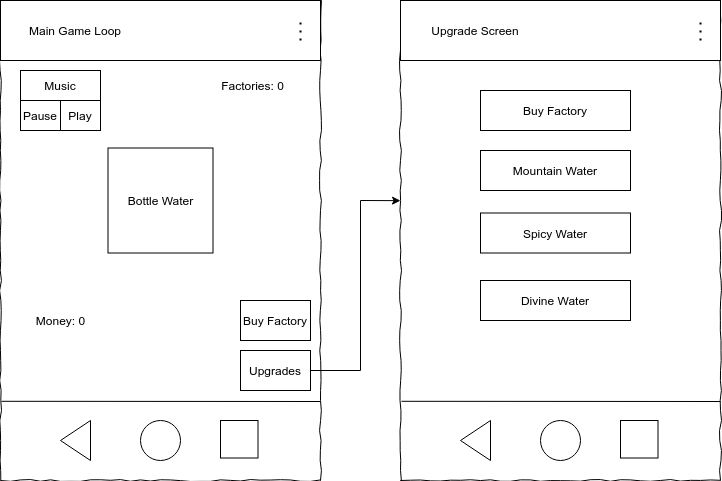 Main Game Loop
Music
Pause
Play
Factories: 0
Bottle Water
Money: 0
Buy Factory
Upgrades
Upgrade Screen
Buy Factory
Mountain Water
Spicy Water
Divine Water